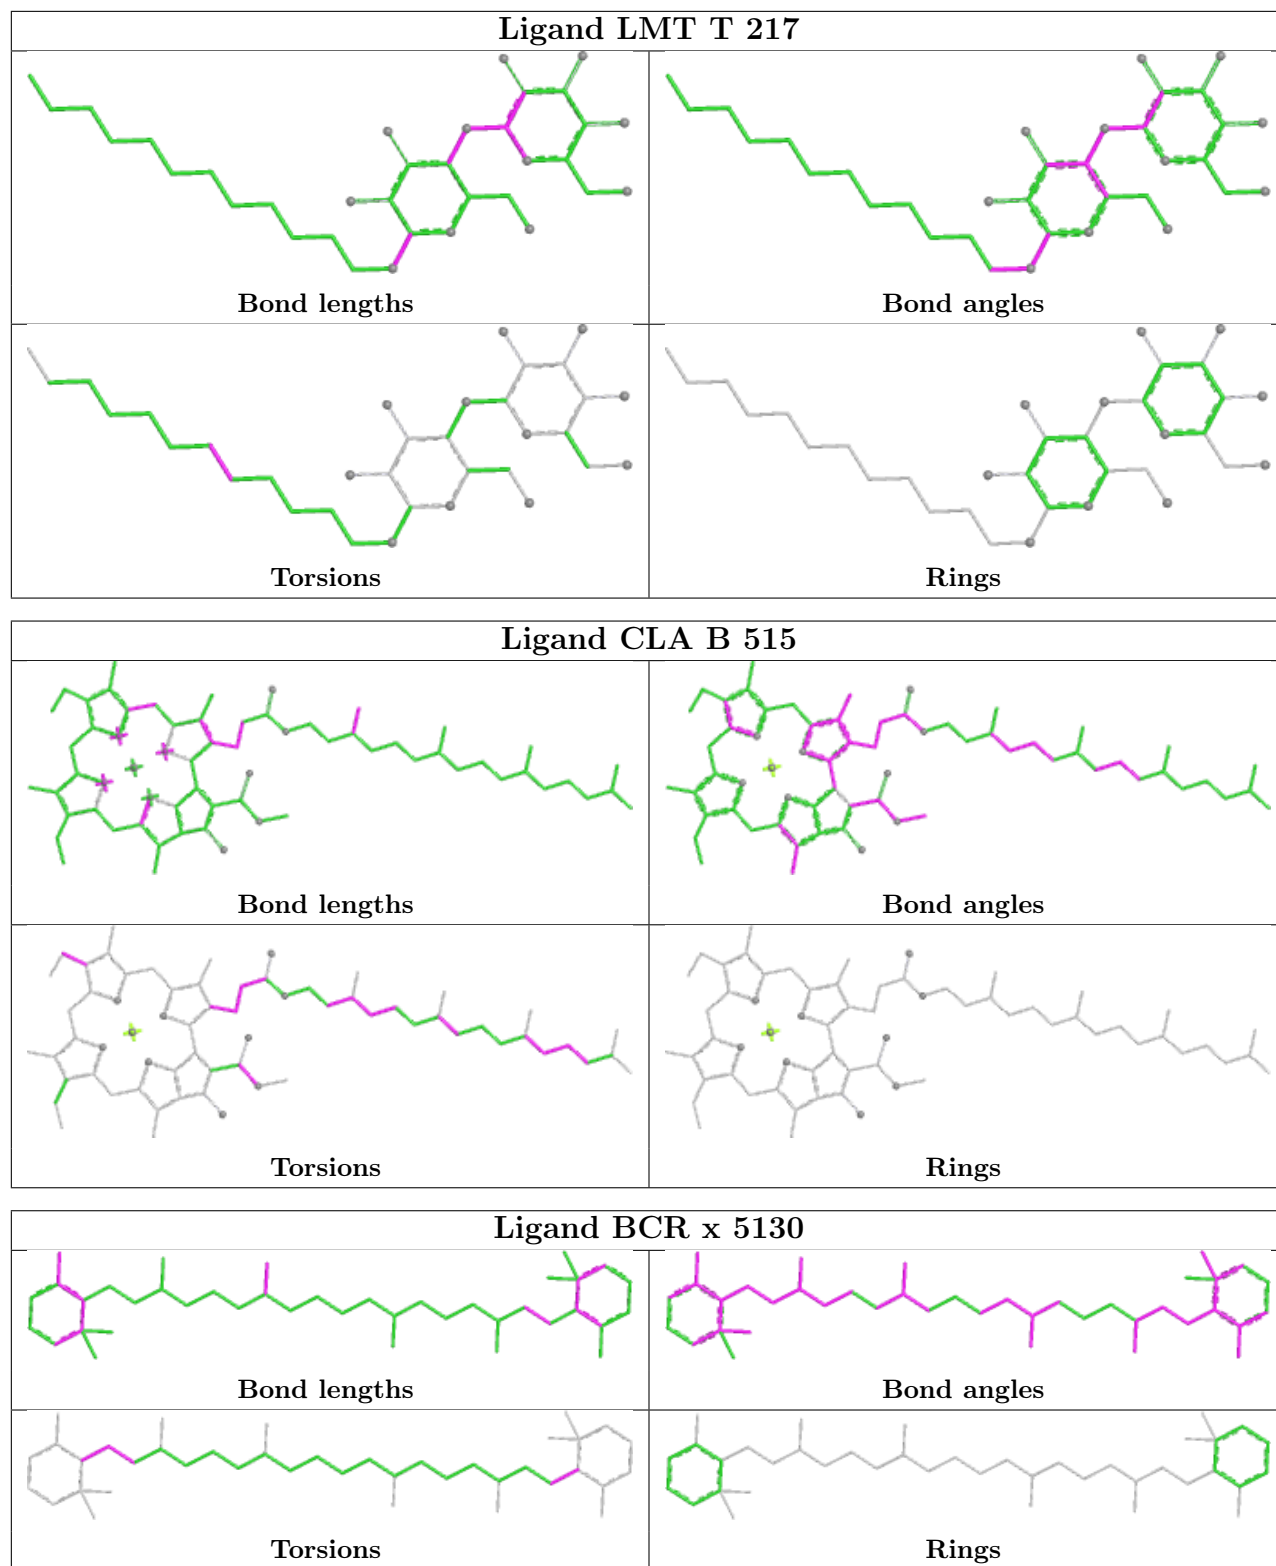 Ligand LMT T 217
Bond lengths
Bond angles
Torsions
Rings
Ligand CLA B 515
Bond lengths
Bond angles
Torsions
Rings
Ligand BCR x 5130
Bond lengths
Bond angles
Torsions
Rings